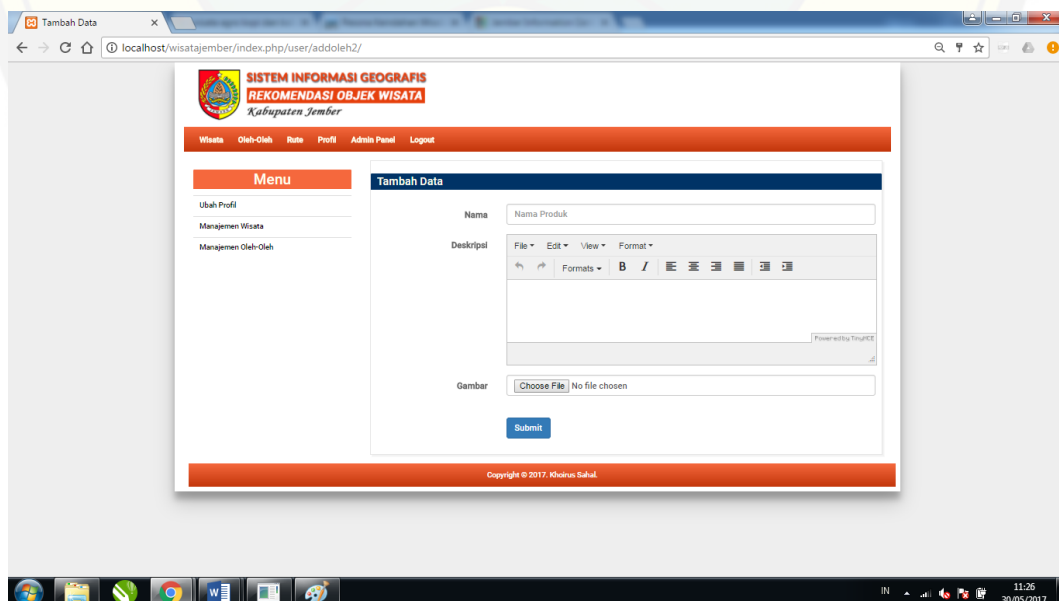 Tambah Data
localhost/wisatajember/index.php/user/addoleh2/
SISTEM INFORMASI GEOGRAFIS
REKOMENDASI OBJEK WISATA
Kabupaten Jember
Wisata Oleh-Oleh Rute Profil Admin Panel Logout
Menu
Ubah Profil
Manajemen Wisata
Manajemen Oleh-Oleh
Tambah Data
Nama Nama Produk
Deskripsi File Edit View Format
Formats B I
Powered by TinyMCE
Gambar Choose File No file chosen
Submit
Copyright © 2017. Khoirus Sahal.
IN 11:26
30/05/2017